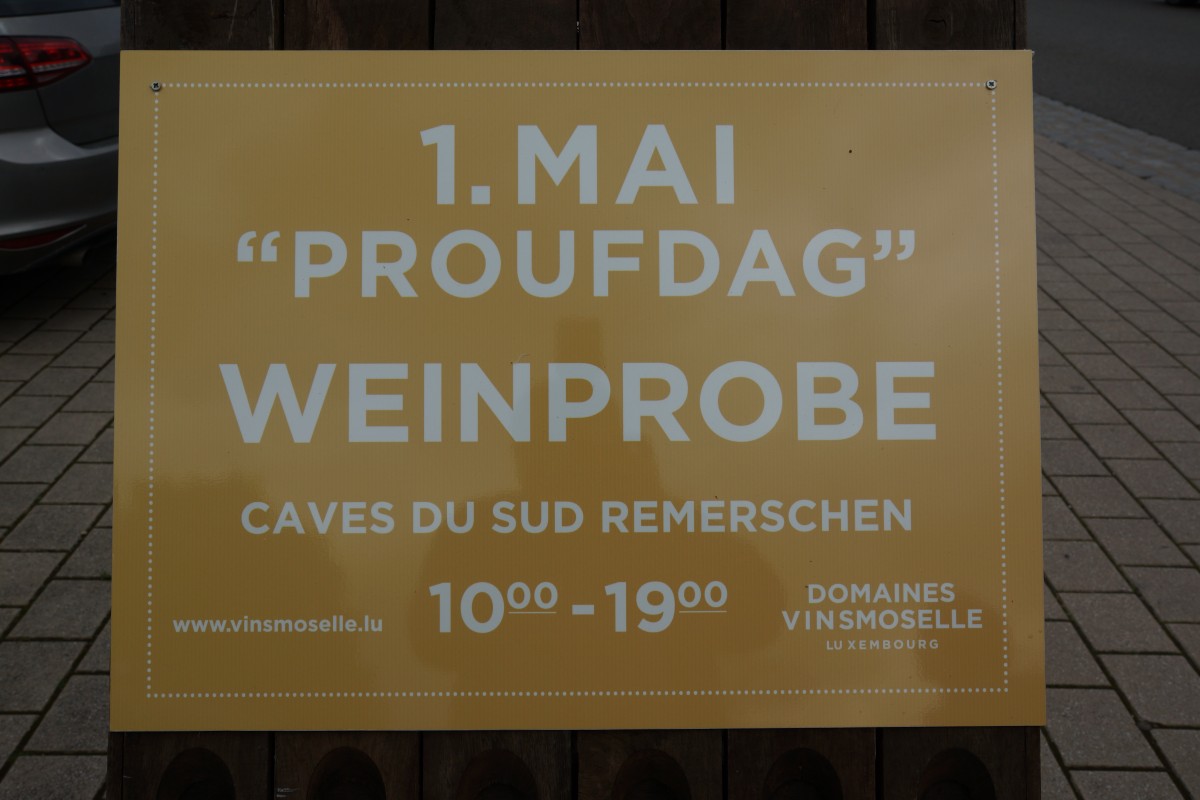 1. MAI
“PROUFDAG”
WEINPROBE
CAVES DU SUD REMERSCHEN
10⁰⁰ - 19⁰⁰
www.vinsmoselle.lu
DOMAINES
VINSMOSELLE
LUXEMBOURG